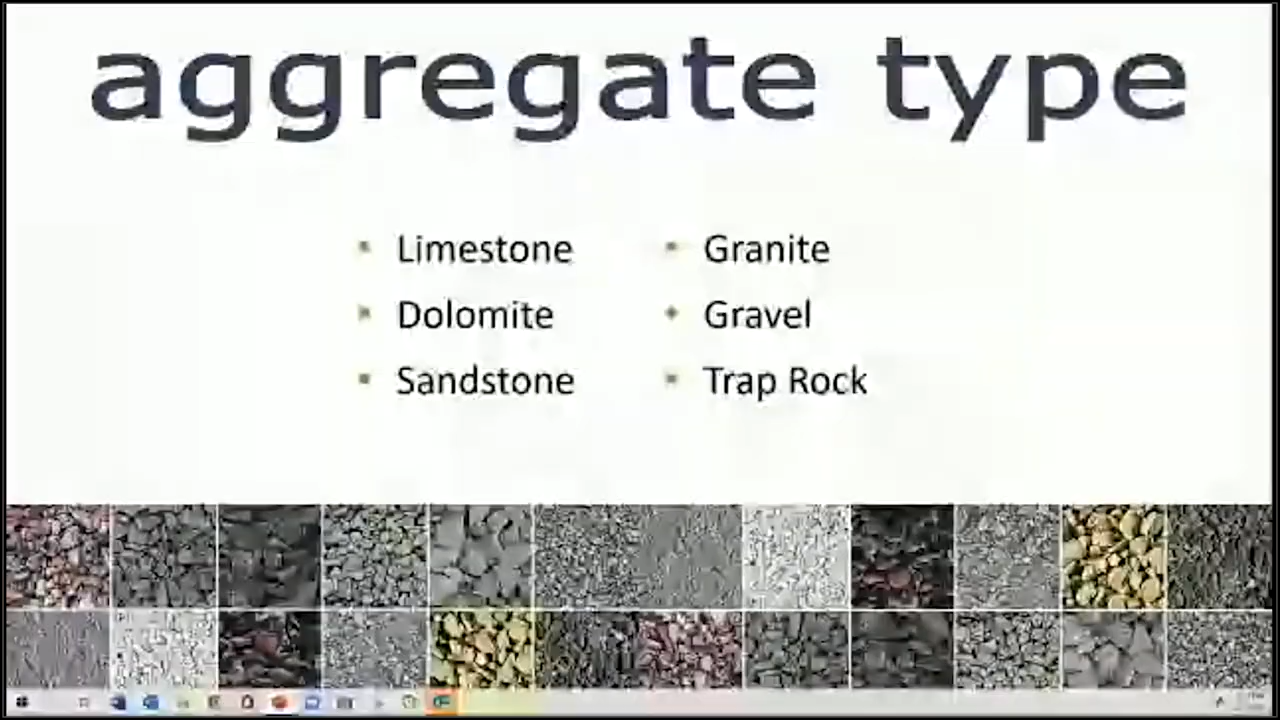 aggregate type
Limestone
Dolomite
Sandstone
Granite
Gravel
Trap Rock